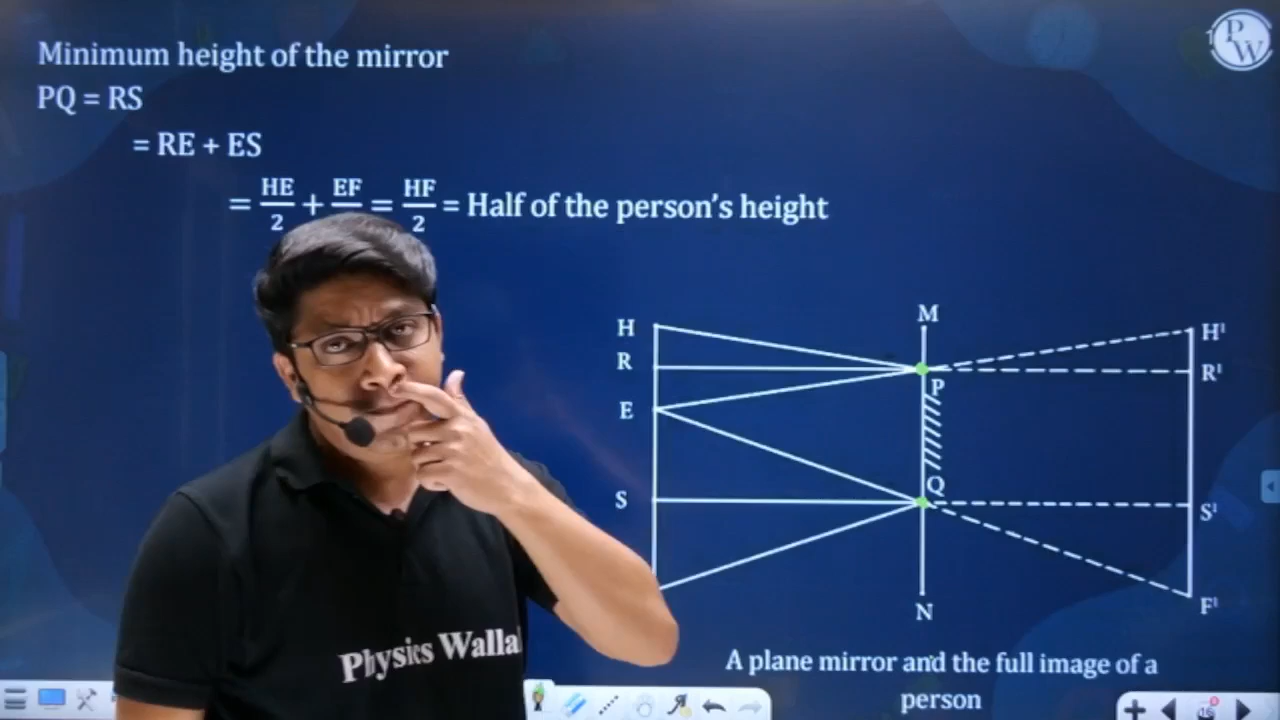 PW
Minimum height of the mirror
PQ = RS
= RE + ES
= HE/2 + EF = HF/2 = Half of the person's height
M
H
H¹
R
P
R¹
E
Q
S
S¹
N
F¹
A plane mirror and the full image of a
person
Physics Walla
16